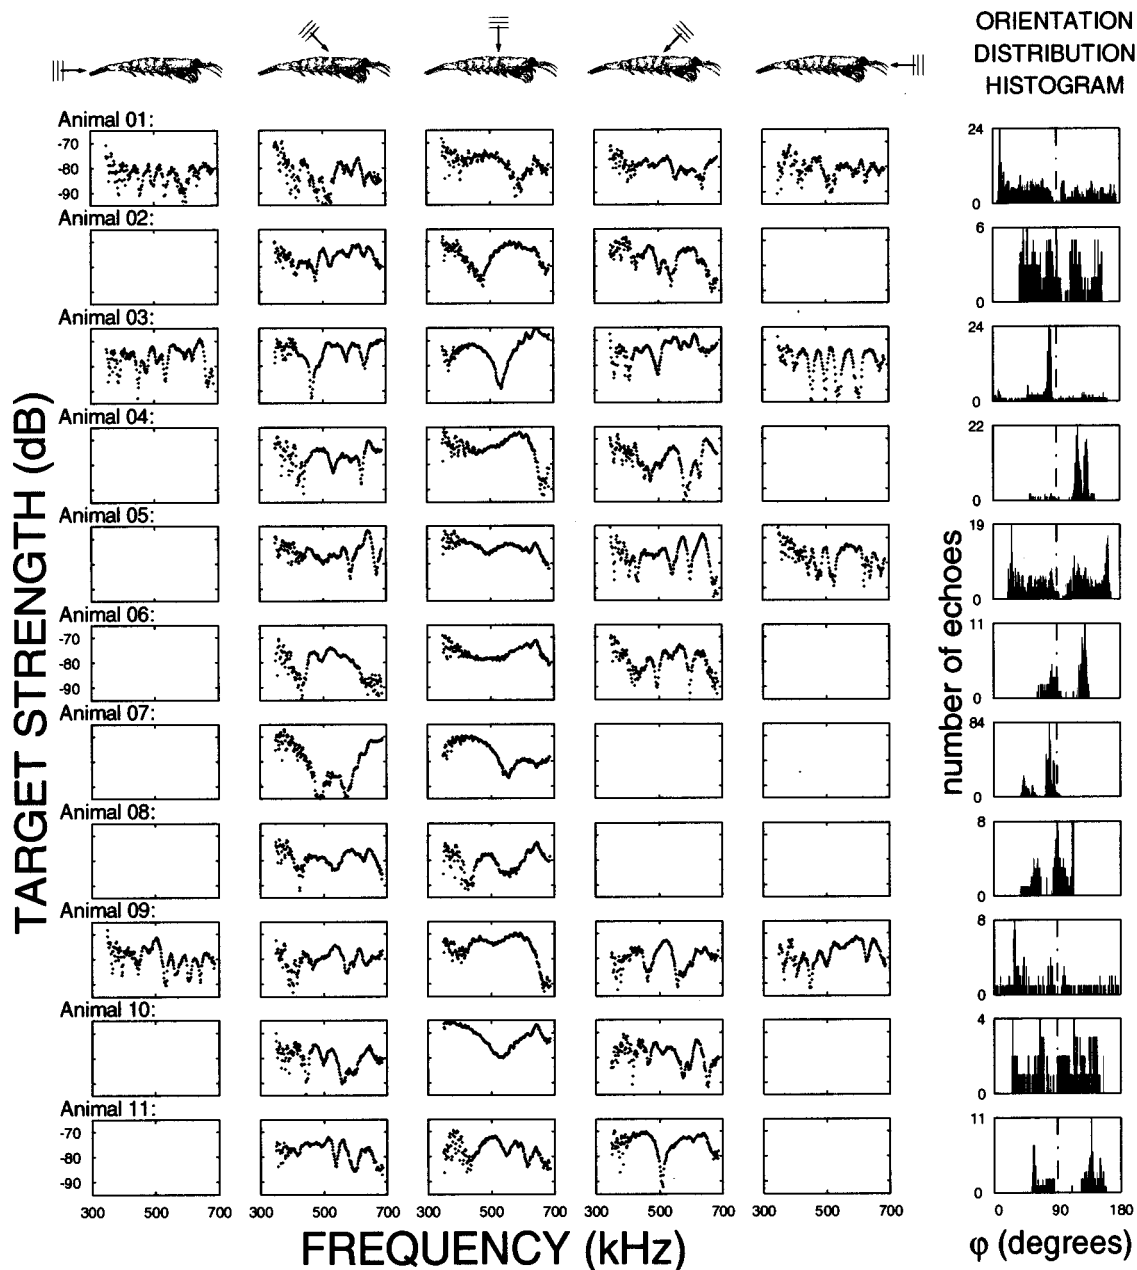 ORIENTATION
DISTRIBUTION
HISTOGRAM
Animal 01:
-70
-80
-90
24
0
Animal 02:
6
0
Animal 03:
24
0
Animal 04:
22
0
Animal 05:
19
0
Animal 06:
-70
-80
-90
11
0
Animal 07:
84
0
Animal 08:
8
0
Animal 09:
8
0
Animal 10:
4
0
Animal 11:
-70
-80
-90
11
0
300 500 700 300 500 700 300 500 700 300 500 700 300 500 700 0 90 180
TARGET STRENGTH (dB)
FREQUENCY (kHz)
number of echoes
φ (degrees)